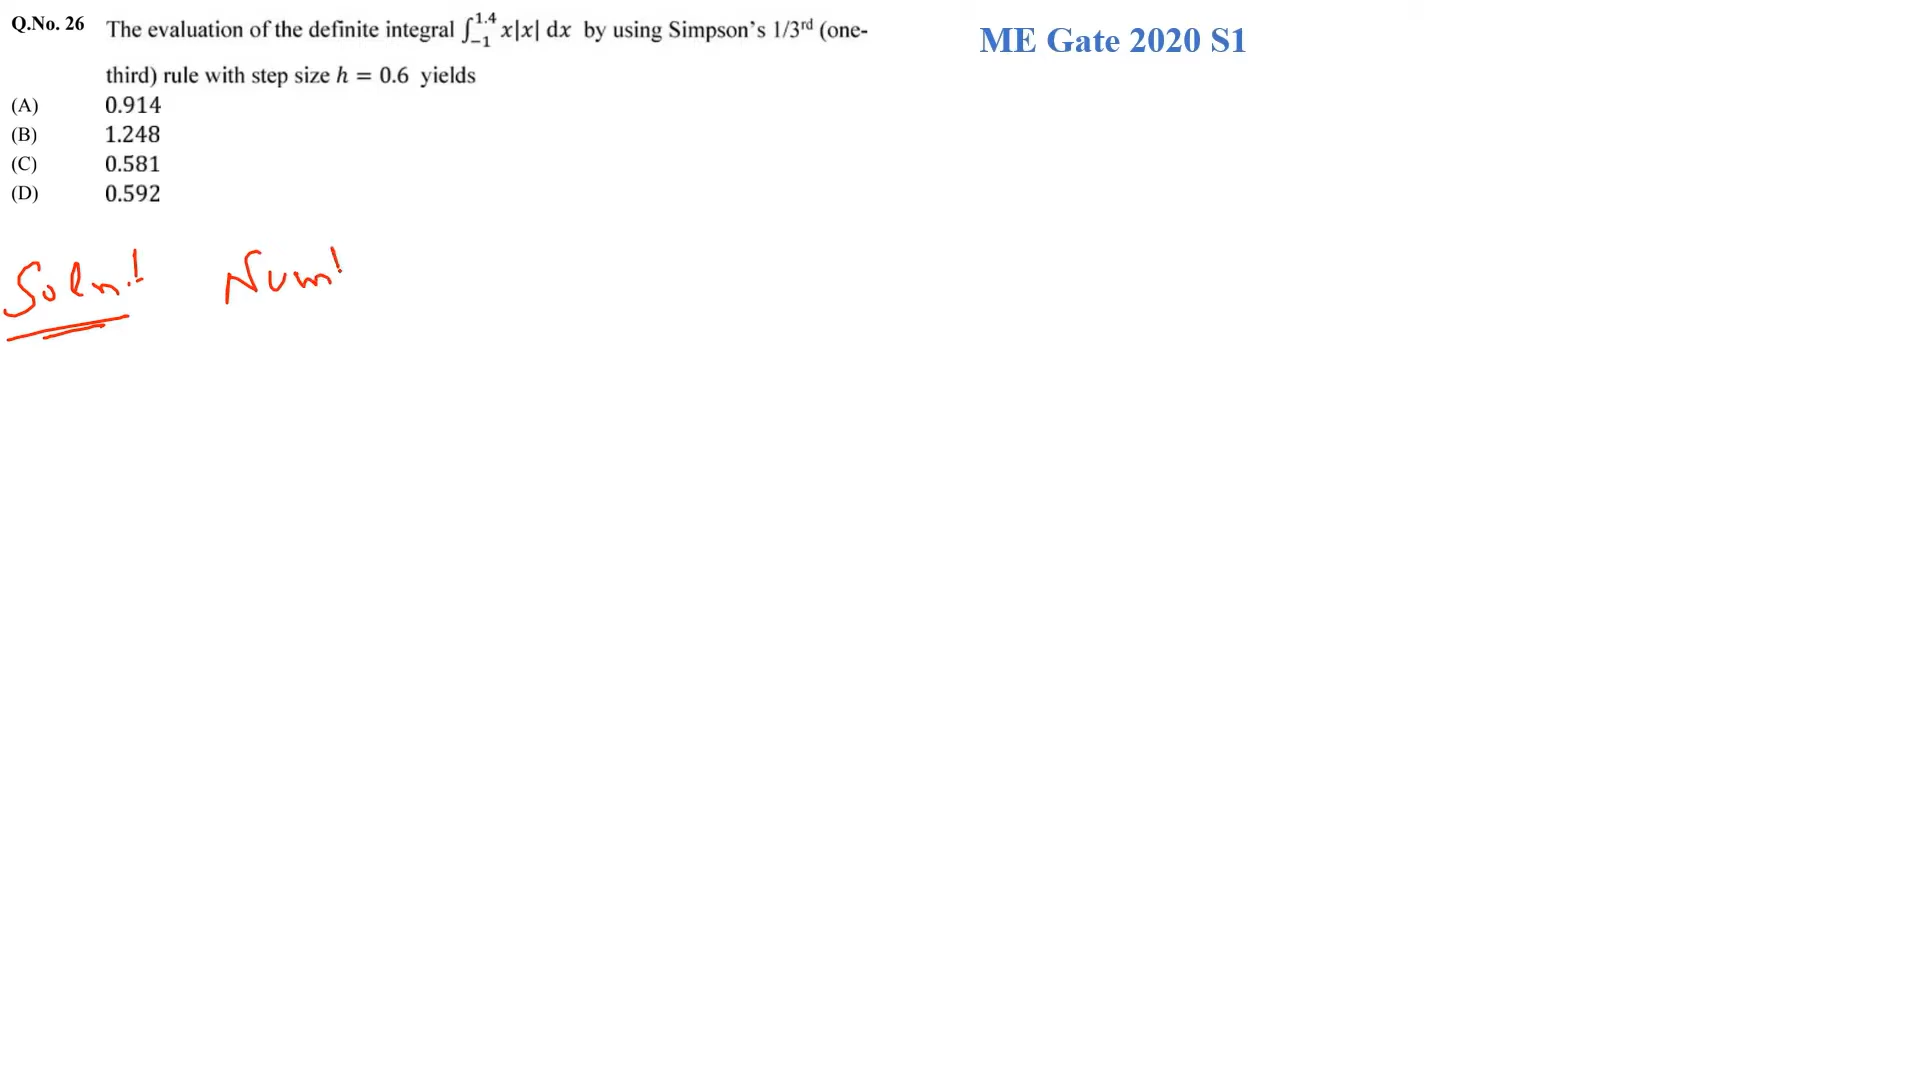 Q.No. 26 The evaluation of the definite integral ∫₋₁^1.4 x|x| dx by using Simpson’s 1/3ʳᵈ (one-
third) rule with step size h = 0.6 yields
(A) 0.914
(B) 1.248
(C) 0.581
(D) 0.592
ME Gate 2020 S1
Soln:
Num